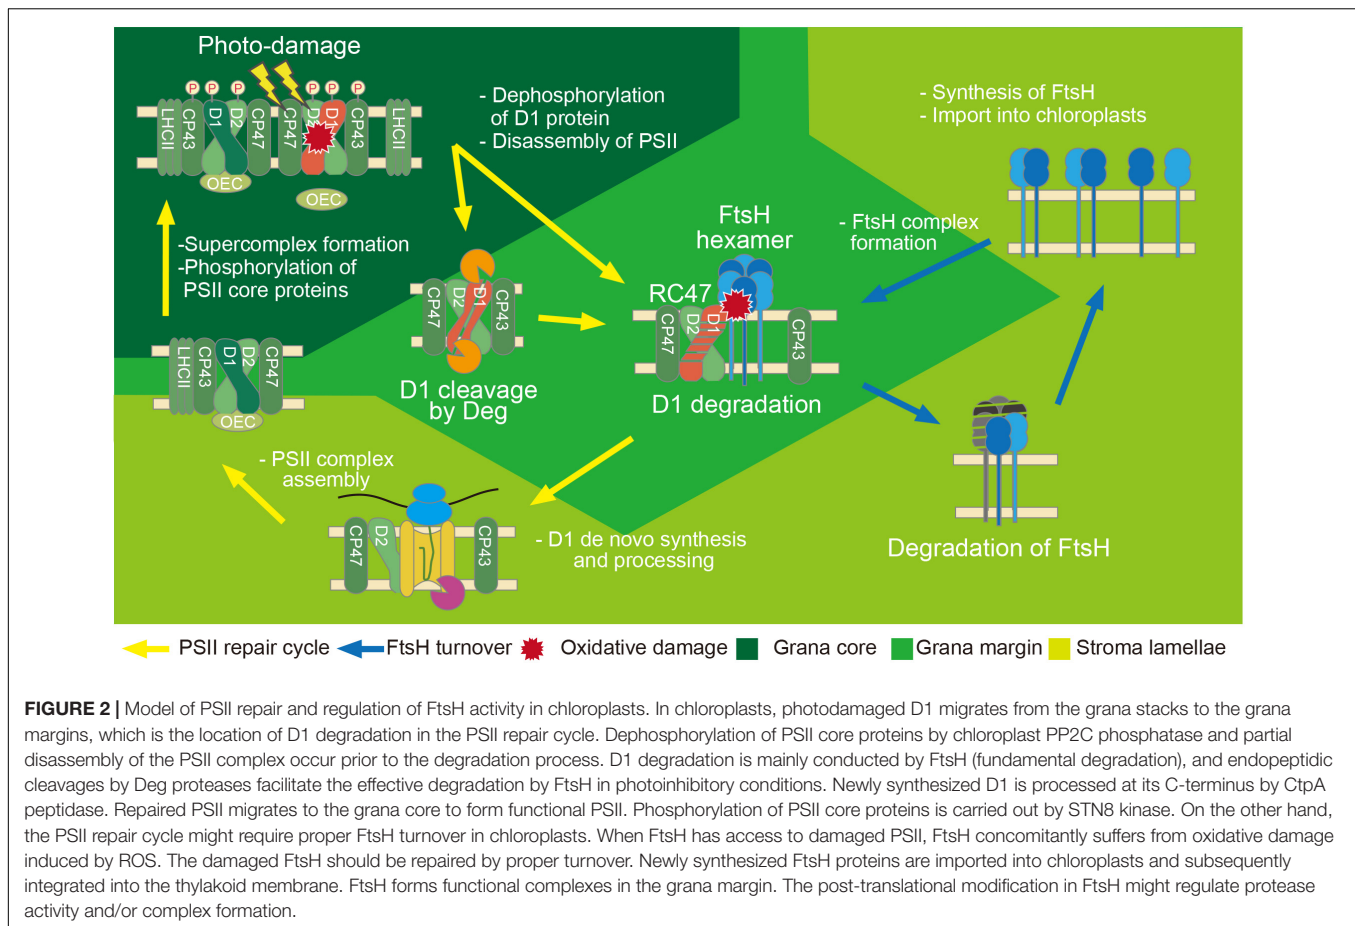 Photo-damage
P P P P P P
LHCII
CP43
D1
D2
CP47
CP47
D2
D1
CP43
LHCII
OEC
OEC
- Dephosphorylation
of D1 protein
- Disassembly of PSII
- Synthesis of FtsH
- Import into chloroplasts
-Supercomplex formation
-Phosphorylation of
PSII core proteins
FtsH
hexamer
- FtsH complex
formation
CP47
D2
D1
CP43
RC47
CP47
D2
D1
CP43
D1 cleavage
by Deg
D1 degradation
LHCII
CP43
D1
D2
CP47
OEC
- PSII complex
assembly
CP47
D2
CP43
- D1 de novo synthesis
and processing
Degradation of FtsH
PSII repair cycle FtsH turnover Oxidative damage Grana core Grana margin Stroma lamellae
FIGURE 2 | Model of PSII repair and regulation of FtsH activity in chloroplasts. In chloroplasts, photodamaged D1 migrates from the grana stacks to the grana
margins, which is the location of D1 degradation in the PSII repair cycle. Dephosphorylation of PSII core proteins by chloroplast PP2C phosphatase and partial
disassembly of the PSII complex occur prior to the degradation process. D1 degradation is mainly conducted by FtsH (fundamental degradation), and endopeptidic
cleavages by Deg proteases facilitate the effective degradation by FtsH in photoinhibitory conditions. Newly synthesized D1 is processed at its C-terminus by CtpA
peptidase. Repaired PSII migrates to the grana core to form functional PSII. Phosphorylation of PSII core proteins is carried out by STN8 kinase. On the other hand,
the PSII repair cycle might require proper FtsH turnover in chloroplasts. When FtsH has access to damaged PSII, FtsH concomitantly suffers from oxidative damage
induced by ROS. The damaged FtsH should be repaired by proper turnover. Newly synthesized FtsH proteins are imported into chloroplasts and subsequently
integrated into the thylakoid membrane. FtsH forms functional complexes in the grana margin. The post-translational modification in FtsH might regulate protease
activity and/or complex formation.